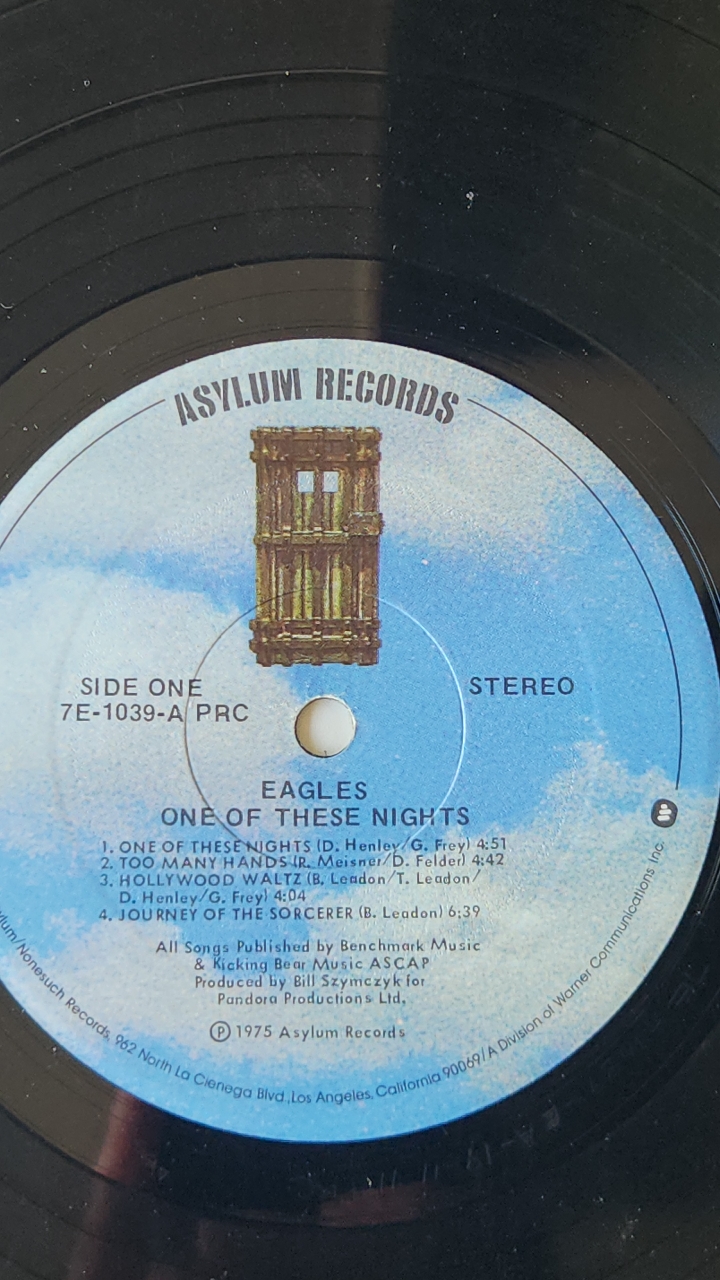 ASYLUM RECORDS
SIDE ONE
7E-1039-A PRC
STEREO
EAGLES
ONE OF THESE NIGHTS
1. ONE OF THESE NIGHTS (D. Henley/G. Frey) 4:51
2. TOO MANY HANDS (R. Meisner/D. Felder) 4:42
3. HOLLYWOOD WALTZ (B. Leadon/T. Leadon/
D. Henley/G. Frey) 4:04
4. JOURNEY OF THE SORCERER (B. Leadon) 6:39
All Songs Published by Benchmark Music
& Kicking Bear Music ASCAP
Produced by Bill Szymczyk for
Pandora Productions Ltd.
Ⓟ 1975 Asylum Records
/Nonesuch Records, 962 North La Cienega Blvd., Los Angeles, California 90069/A Division of Warner Communications Inc.